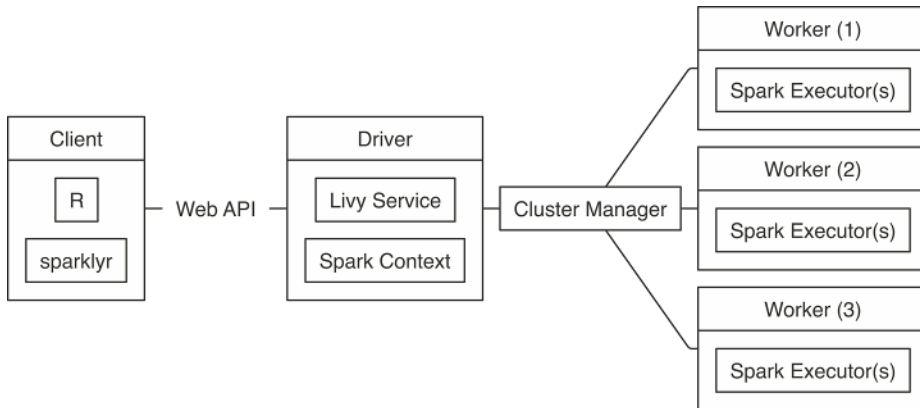 Client
R
sparklyr
Web API
Driver
Livy Service
Spark Context
Cluster Manager
Worker (1)
Spark Executor(s)
Worker (2)
Spark Executor(s)
Worker (3)
Spark Executor(s)